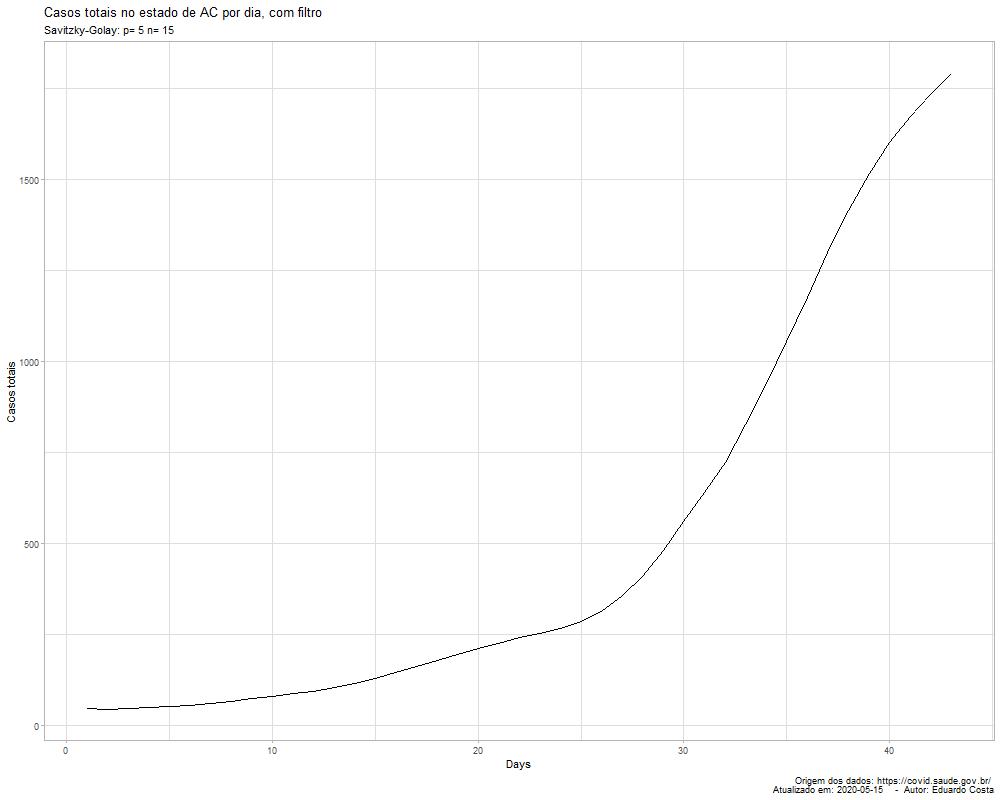 Casos totais no estado de AC por dia, com filtro
Savitzky-Golay: p= 5 n= 15
Casos totais
1500
1000
500
0
0 10 20 30 40
Days
Origem dos dados: https://covid.saude.gov.br/
Atualizado em: 2020-05-15 - Autor: Eduardo Costa